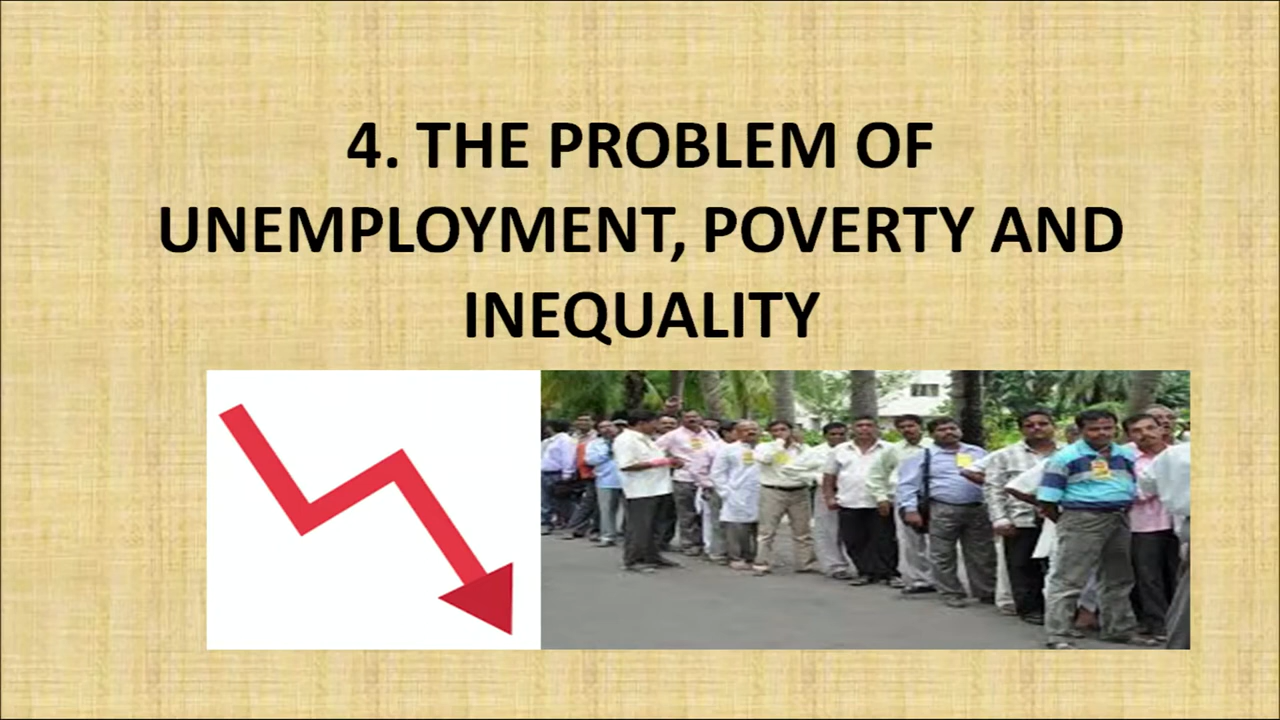 4. THE PROBLEM OF
UNEMPLOYMENT, POVERTY AND
INEQUALITY